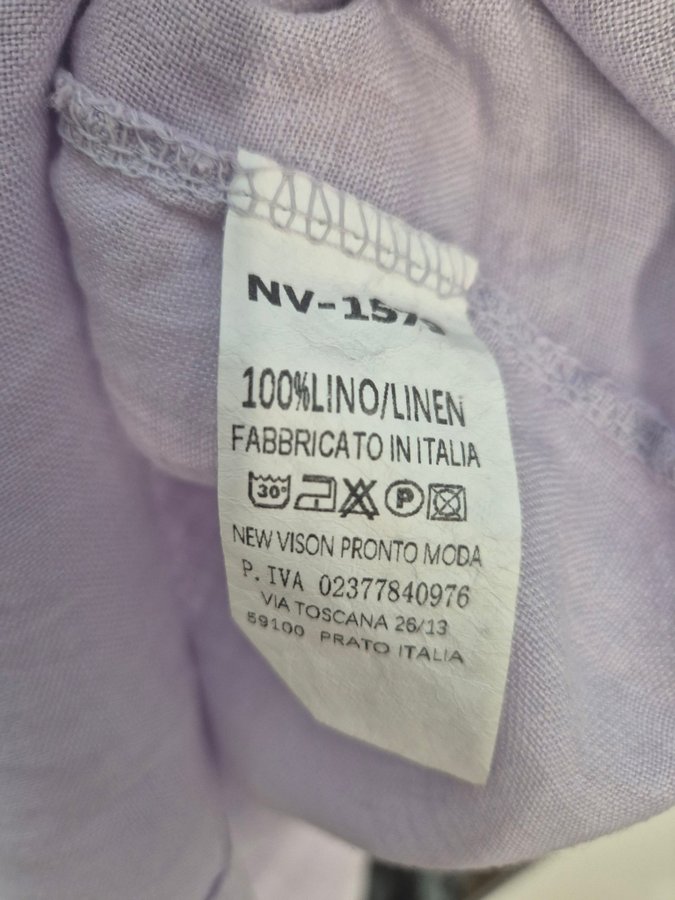 100%LINO/LINEN
FABBRICATO IN ITALIA
30° P
NEW VISON PRONTO MODA
P. IVA 02377840976
VIA TOSCANA 26/13
59100 PRATO ITALIA